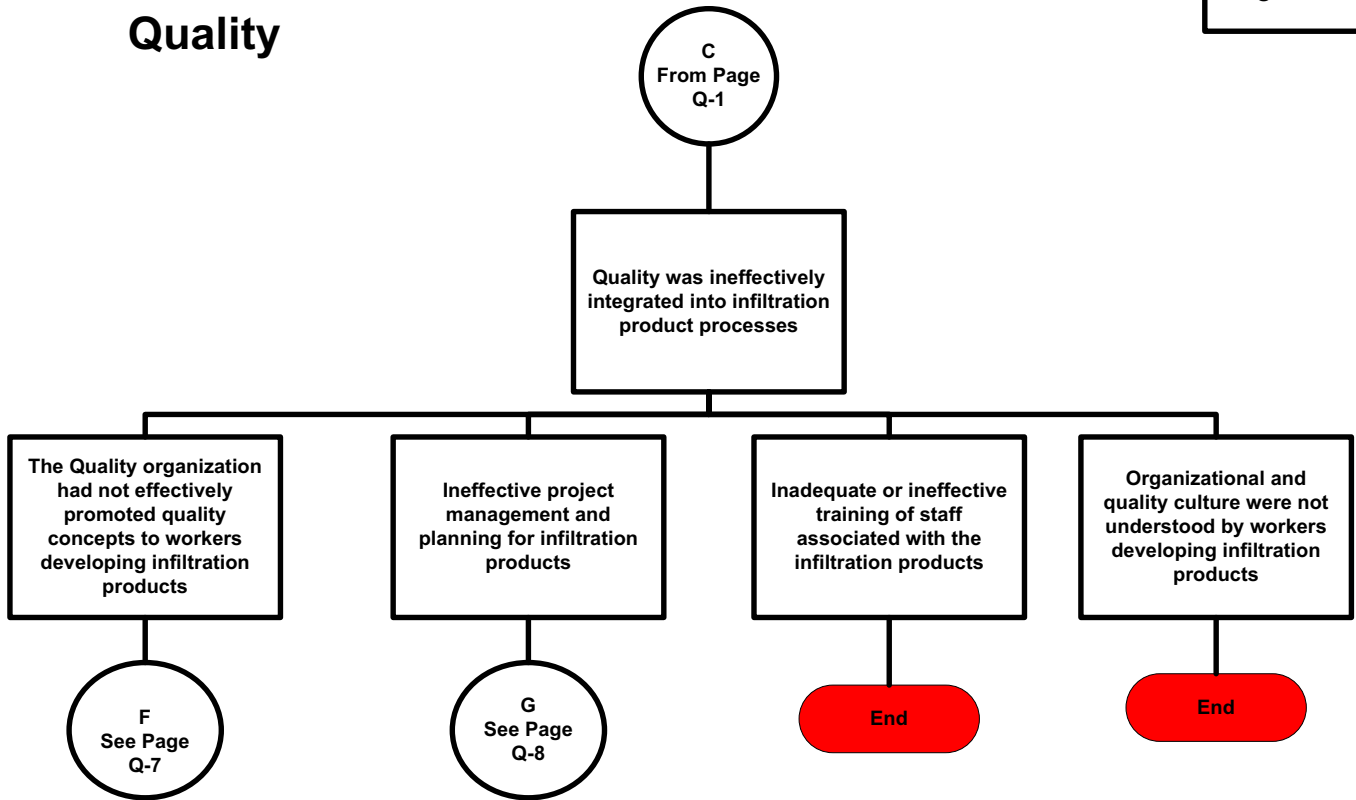 Quality
C
From Page
Q-1
Quality was ineffectively
integrated into infiltration
product processes
The Quality organization
had not effectively
promoted quality
concepts to workers
developing infiltration
products
Ineffective project
management and
planning for infiltration
products
Inadequate or ineffective
training of staff
associated with the
infiltration products
Organizational and
quality culture were not
understood by workers
developing infiltration
products
F
See Page
Q-7
G
See Page
Q-8
End
End